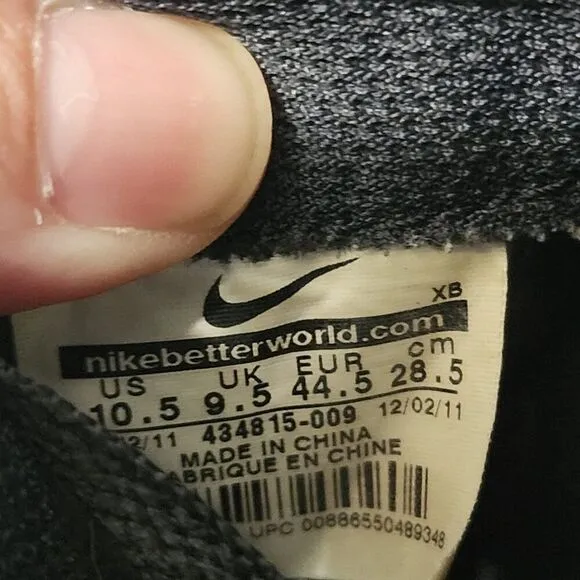 XB
nikebetterworld.com
US UK EUR cm
10.5 9.5 44.5 28.5
2/11 434815-009 12/02/11
MADE IN CHINA
ABRIQUE EN CHINE
UPC 00886550489348